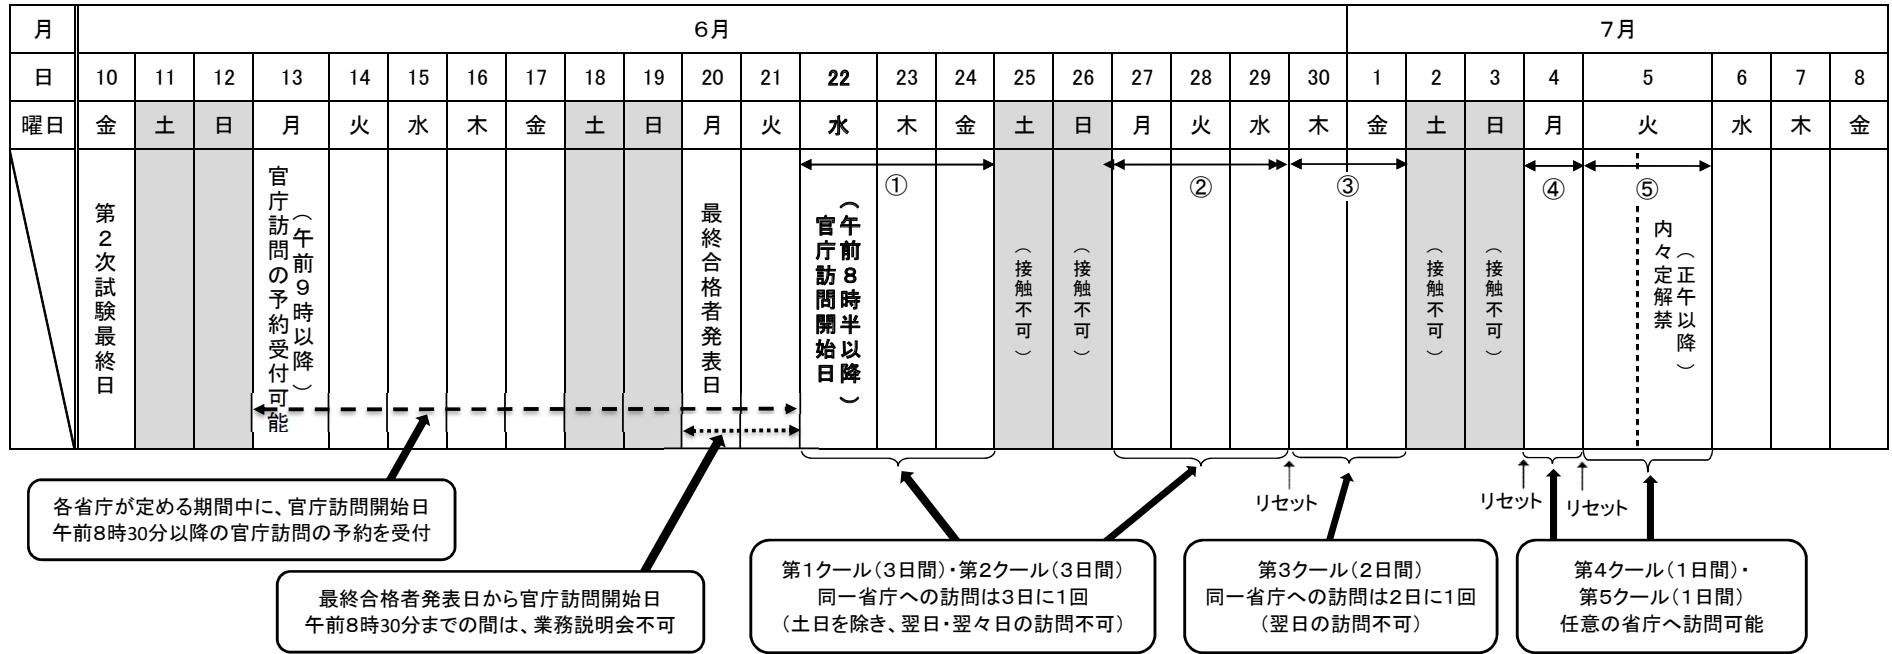 月 6月 7月
日 10 11 12 13 14 15 16 17 18 19 20 21 22 23 24 25 26 27 28 29 30 1 2 3 4 5 6 7 8
曜日 金 土 日 月 火 水 木 金 土 日 月 火 水 木 金 土 日 月 火 水 木 金 土 日 月 火 水 木 金
第2次試験最終日
官庁訪問の予約受付可能
(午前9時以降)
最終合格者発表日
官庁訪問開始日
(午前8時半以降)
①
(接触不可)
(接触不可)
②
③
(接触不可)
(接触不可)
④
⑤
内々定解禁
(正午以降)
リセット
リセット
リセット
各省庁が定める期間中に、官庁訪問開始日
午前8時30分以降の官庁訪問の予約を受付
最終合格者発表日から官庁訪問開始日
午前8時30分までの間は、業務説明会不可
第1クール(3日間)・第2クール(3日間)
同一省庁への訪問は3日に1回
(土日を除き、翌日・翌々日の訪問不可)
第3クール(2日間)
同一省庁への訪問は2日に1回
(翌日の訪問不可)
第4クール(1日間)・
第5クール(1日間)
任意の省庁へ訪問可能